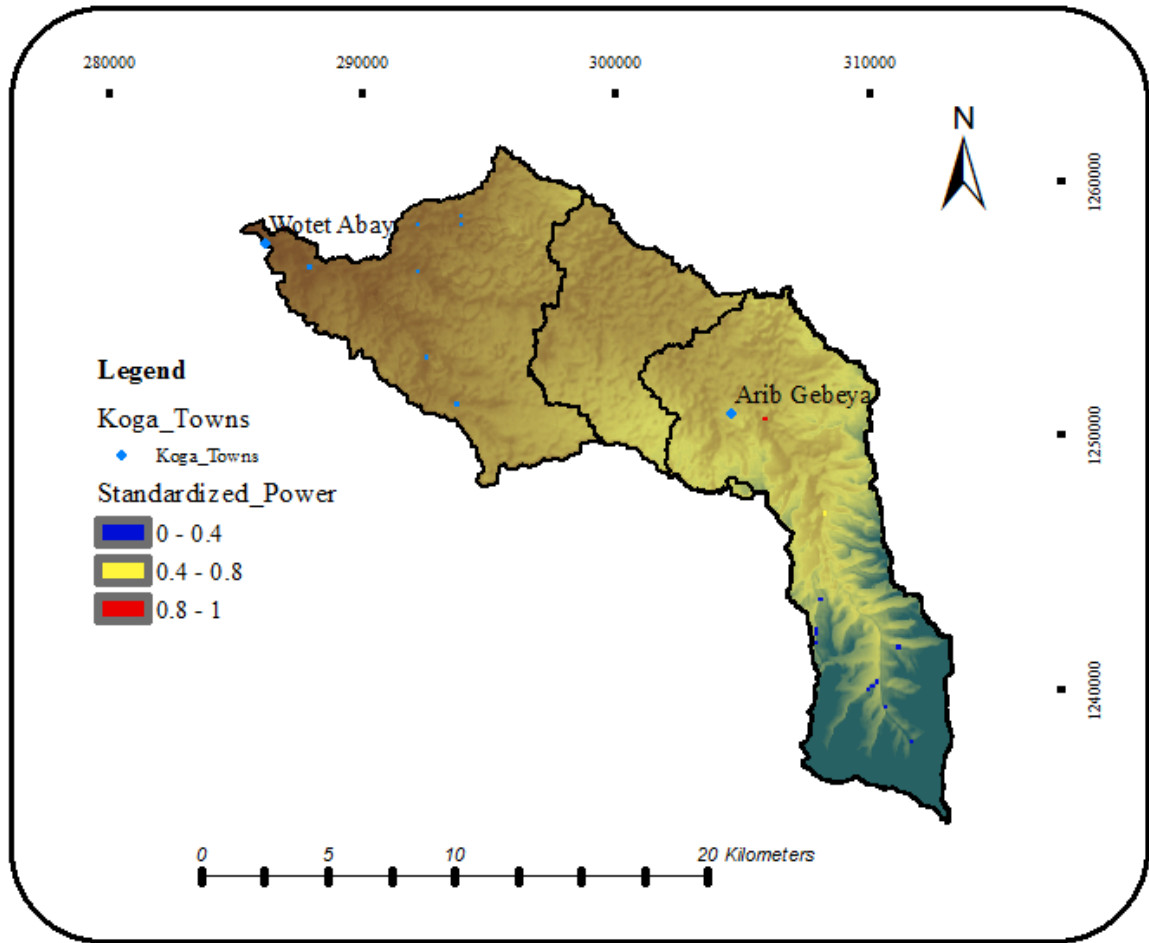 280000 290000 300000 310000
N
1260000
Wotet Abay
Legend
Arib Gebeya
Koga_Towns
1250000
Koga_Towns
Standardized_Power
0 - 0.4
0.4 - 0.8
0.8 - 1
1240000
0 5 10 20 Kilometers